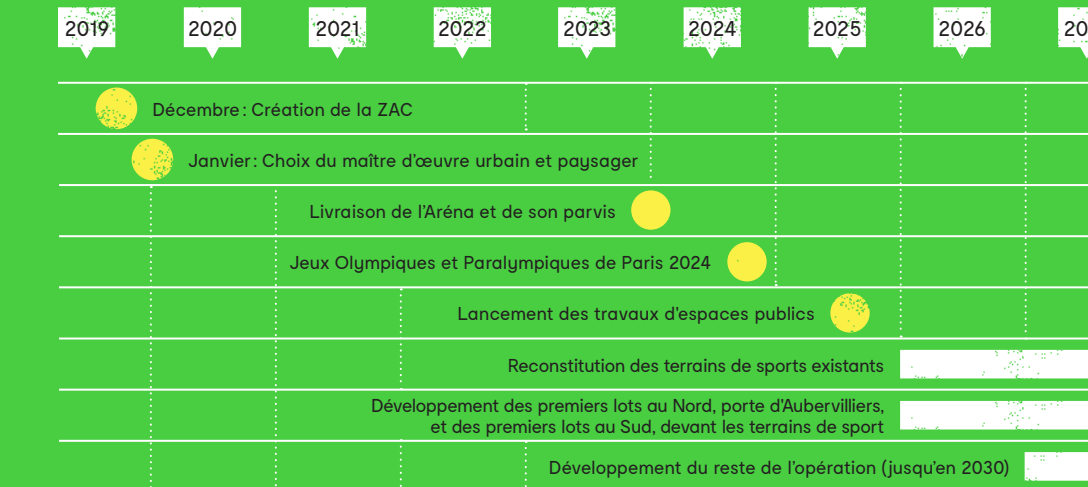 2019 2020 2021 2022 2023 2024 2025 2026 20
Décembre : Création de la ZAC
Janvier : Choix du maître d'œuvre urbain et paysager
Livraison de l'Aréna et de son parvis
Jeux Olympiques et Paralympiques de Paris 2024
Lancement des travaux d'espaces publics
Reconstitution des terrains de sports existants
Développement des premiers lots au Nord, porte d'Aubervilliers,
et des premiers lots au Sud, devant les terrains de sport
Développement du reste de l'opération (jusqu'en 2030)